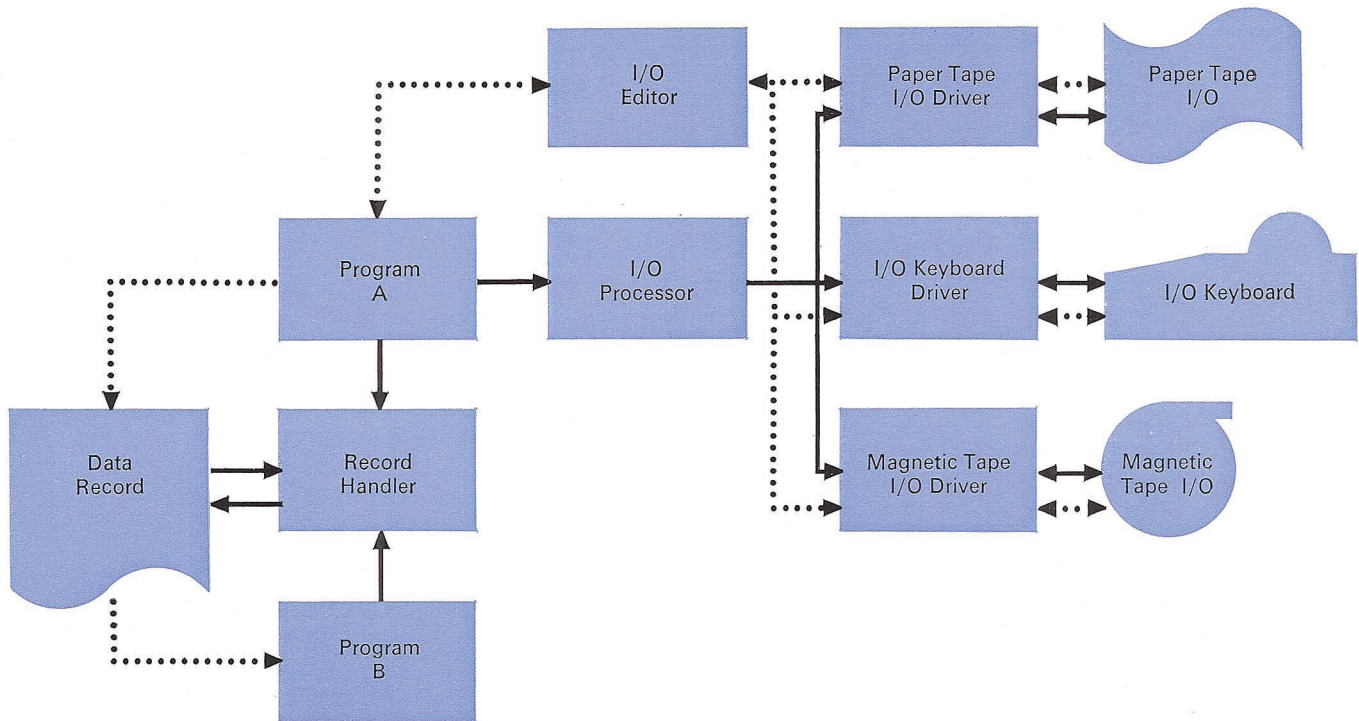 I/O
Editor
Paper Tape
I/O Driver
Paper Tape
I/O
Program
A
I/O
Processor
I/O Keyboard
Driver
I/O Keyboard
Data
Record
Record
Handler
Magnetic Tape
I/O Driver
Magnetic
Tape I/O
Program
B